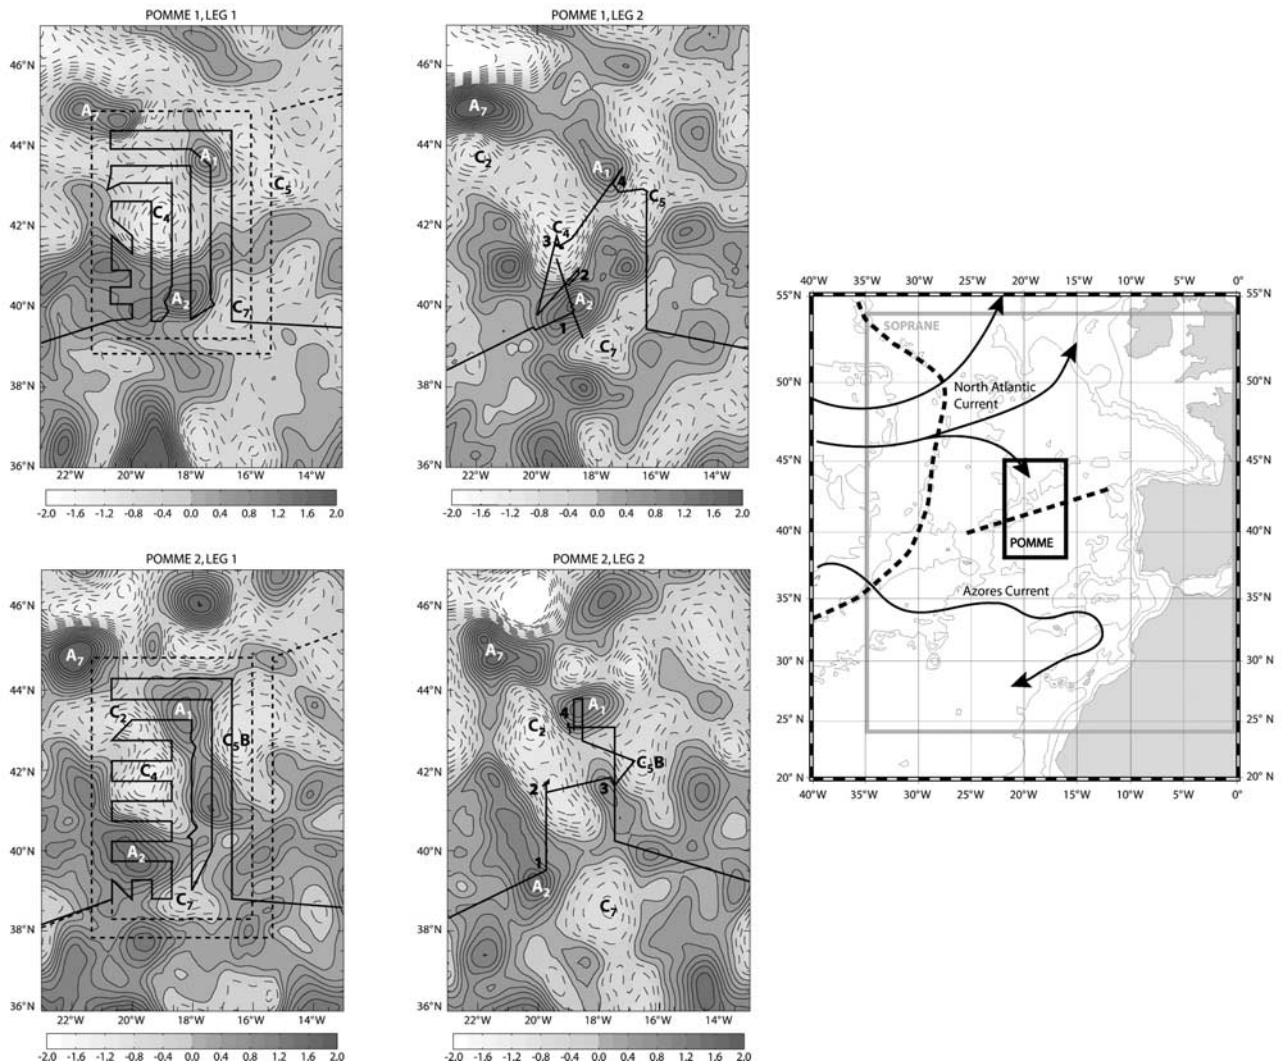 POMME 1, LEG 1
46°N
44°N
42°N
40°N
38°N
36°N
A7
A1
C5
C4
A2
C7
22°W 20°W 18°W 16°W 14°W
-2.0 -1.6 -1.2 -0.8 -0.4 0.0 0.4 0.8 1.2 1.6 2.0
POMME 1, LEG 2
46°N
44°N
42°N
40°N
38°N
36°N
A7
C2
A1
4
C5
C4
3
2
A2
1
C7
22°W 20°W 18°W 16°W 14°W
-2.0 -1.6 -1.2 -0.8 -0.4 0.0 0.4 0.8 1.2 1.6 2.0
POMME 2, LEG 1
46°N
44°N
42°N
40°N
38°N
36°N
A7
C2
A1
C5B
C4
A2
C7
22°W 20°W 18°W 16°W 14°W
-2.0 -1.6 -1.2 -0.8 -0.4 0.0 0.4 0.8 1.2 1.6 2.0
POMME 2, LEG 2
46°N
44°N
42°N
40°N
38°N
36°N
A7
4
A1
C2
C5B
2
3
1
A2
C7
22°W 20°W 18°W 16°W 14°W
-2.0 -1.6 -1.2 -0.8 -0.4 0.0 0.4 0.8 1.2 1.6 2.0
40°W 35°W 30°W 25°W 20°W 15°W 10°W 5°W 0°
55°N 55°N
SOPRANE
50°N 50°N
North Atlantic
Current
45°N 45°N
40°N 40°N
POMME
Azores Current
35°N 35°N
30°N 30°N
25°N 25°N
20°N 20°N
40°W 35°W 30°W 25°W 20°W 15°W 10°W 5°W 0°